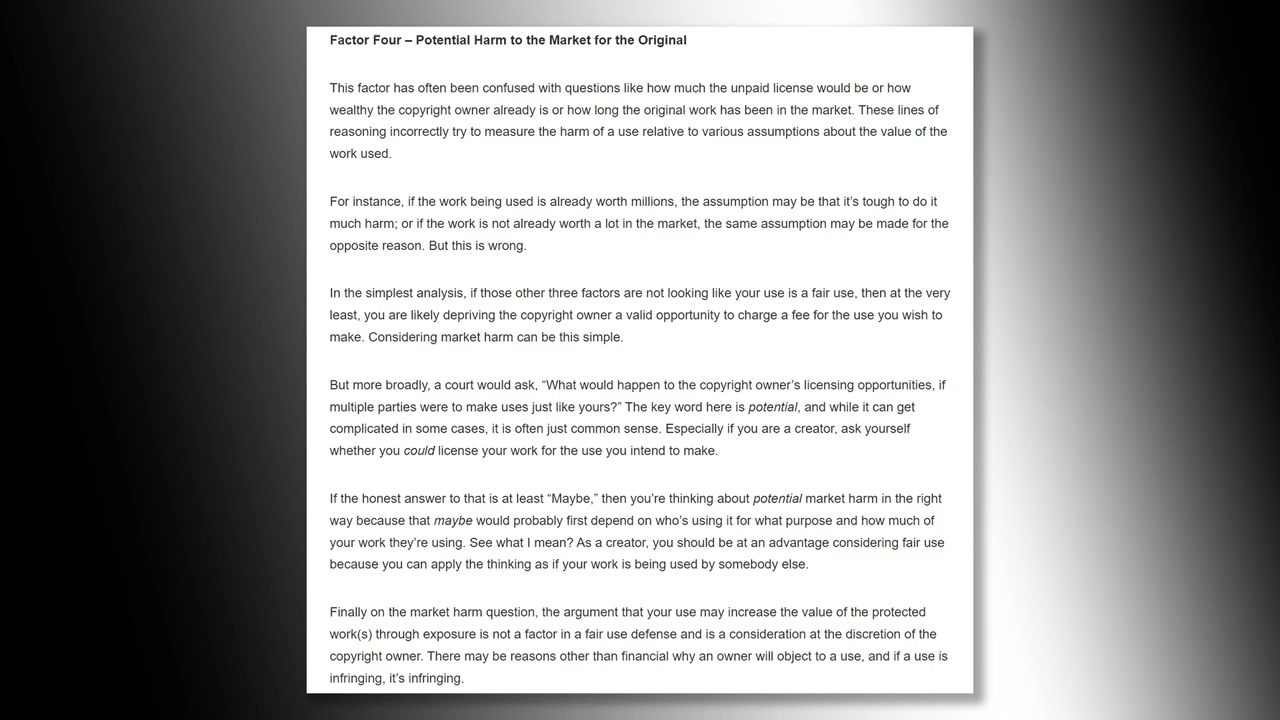 Factor Four – Potential Harm to the Market for the Original
This factor has often been confused with questions like how much the unpaid license would be or how
wealthy the copyright owner already is or how long the original work has been in the market. These lines of
reasoning incorrectly try to measure the harm of a use relative to various assumptions about the value of the
work used.
For instance, if the work being used is already worth millions, the assumption may be that it’s tough to do it
much harm; or if the work is not already worth a lot in the market, the same assumption may be made for the
opposite reason. But this is wrong.
In the simplest analysis, if those other three factors are not looking like your use is a fair use, then at the very
least, you are likely depriving the copyright owner a valid opportunity to charge a fee for the use you wish to
make. Considering market harm can be this simple.
But more broadly, a court would ask, “What would happen to the copyright owner’s licensing opportunities, if
multiple parties were to make uses just like yours?” The key word here is potential, and while it can get
complicated in some cases, it is often just common sense. Especially if you are a creator, ask yourself
whether you could license your work for the use you intend to make.
If the honest answer to that is at least “Maybe,” then you’re thinking about potential market harm in the right
way because that maybe would probably first depend on who’s using it for what purpose and how much of
your work they’re using. See what I mean? As a creator, you should be at an advantage considering fair use
because you can apply the thinking as if your work is being used by somebody else.
Finally on the market harm question, the argument that your use may increase the value of the protected
work(s) through exposure is not a factor in a fair use defense and is a consideration at the discretion of the
copyright owner. There may be reasons other than financial why an owner will object to a use, and if a use is
infringing, it’s infringing.